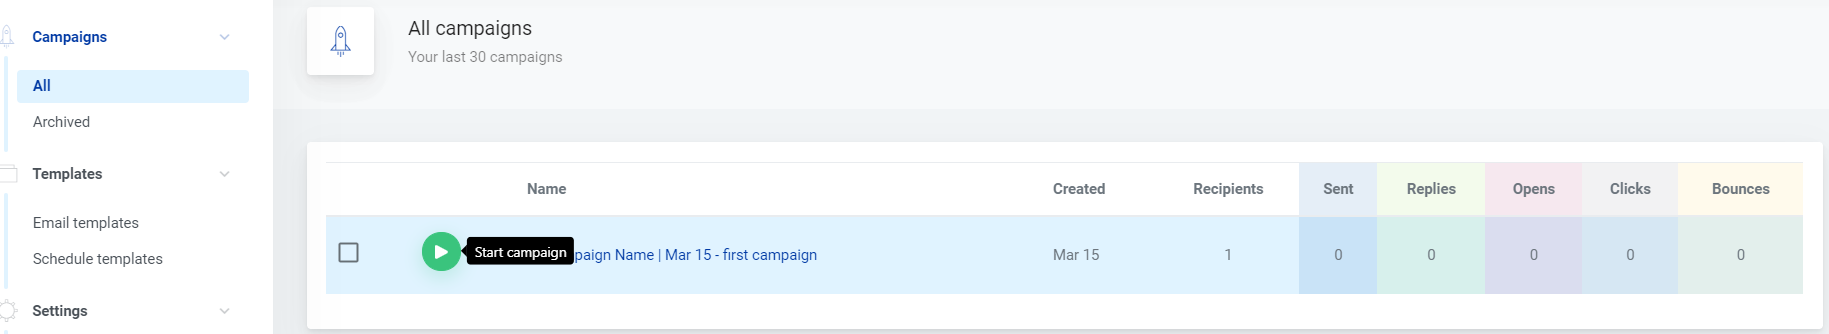 Campaigns
All
Archived
Templates
Email templates
Schedule templates
Settings
All campaigns
Your last 30 campaigns
Name Created Recipients Sent Replies Opens Clicks Bounces
Start campaign paign Name | Mar 15 - first campaign Mar 15 1 0 0 0 0 0